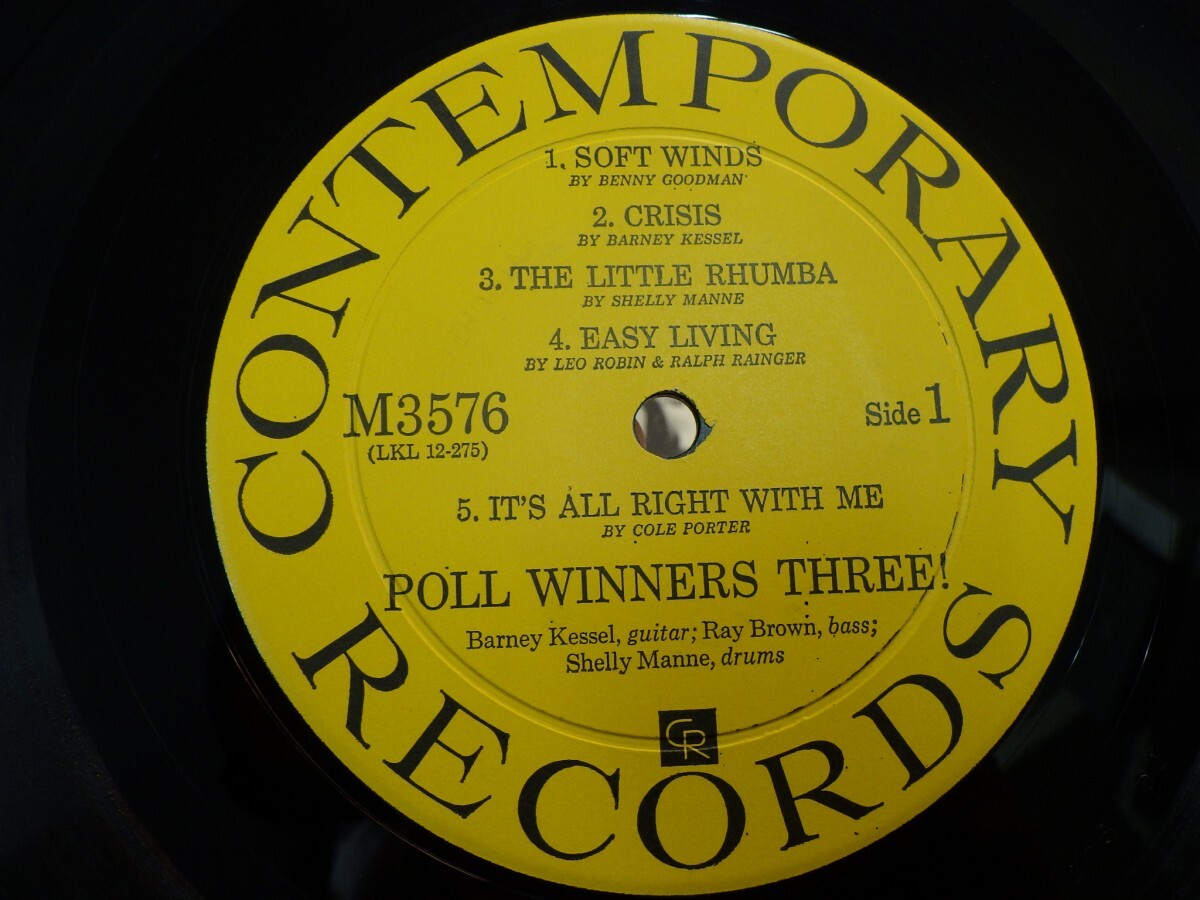 CONTEMPORARY
1. SOFT WINDS
BY BENNY GOODMAN
2. CRISIS
BY BARNEY KESSEL
3. THE LITTLE RHUMBA
BY SHELLY MANNE
4. EASY LIVING
BY LEO ROBIN & RALPH RAINGER
M3576
(LKL 12-275)
Side 1
5. IT'S ALL RIGHT WITH ME
BY COLE PORTER
POLL WINNERS THREE!
Barney Kessel, guitar; Ray Brown, bass;
Shelly Manne, drums
CR
RECORDS